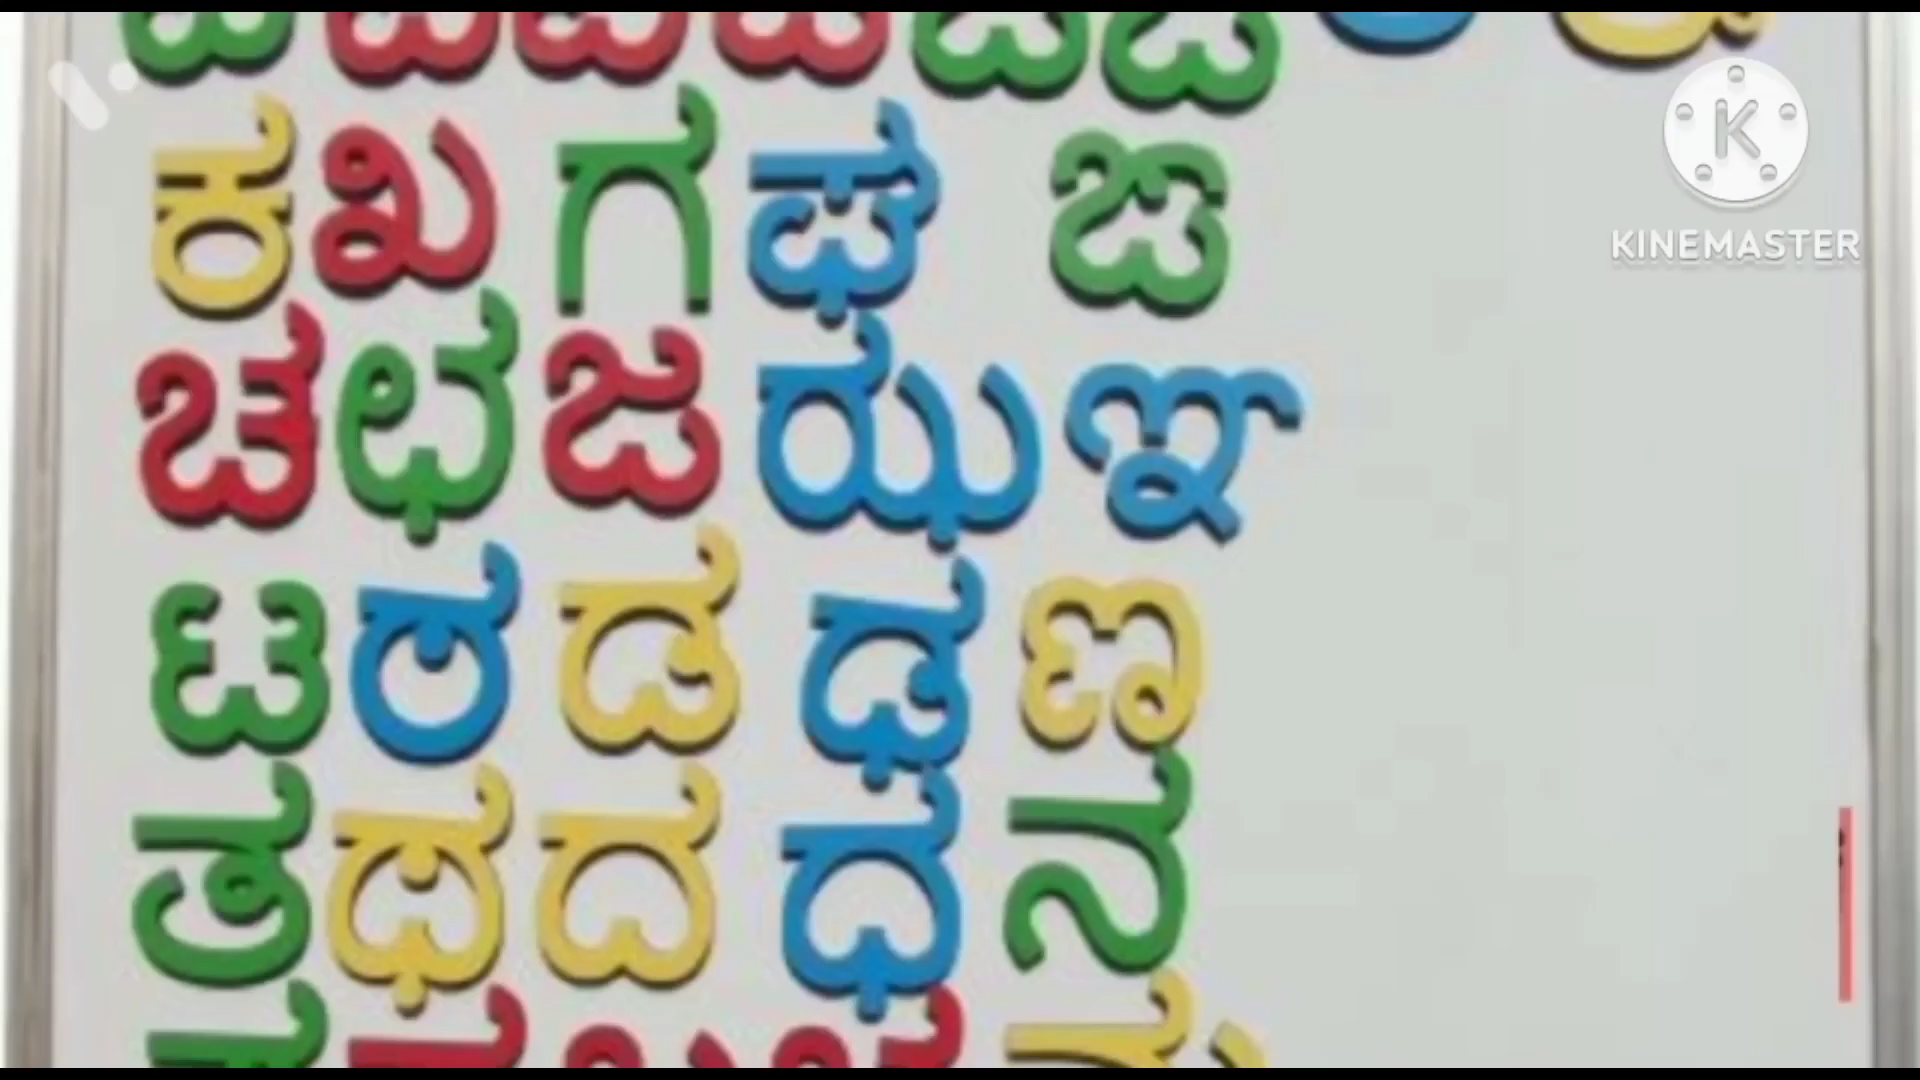 ಕ ಖ ಗ ಘ ಙ
KINEMASTER
ಚ ಛ ಜ ಝ ಞ
ಟ ಠ ಡ ಢ ಣ
ತ ಥ ದ ಧ ನ